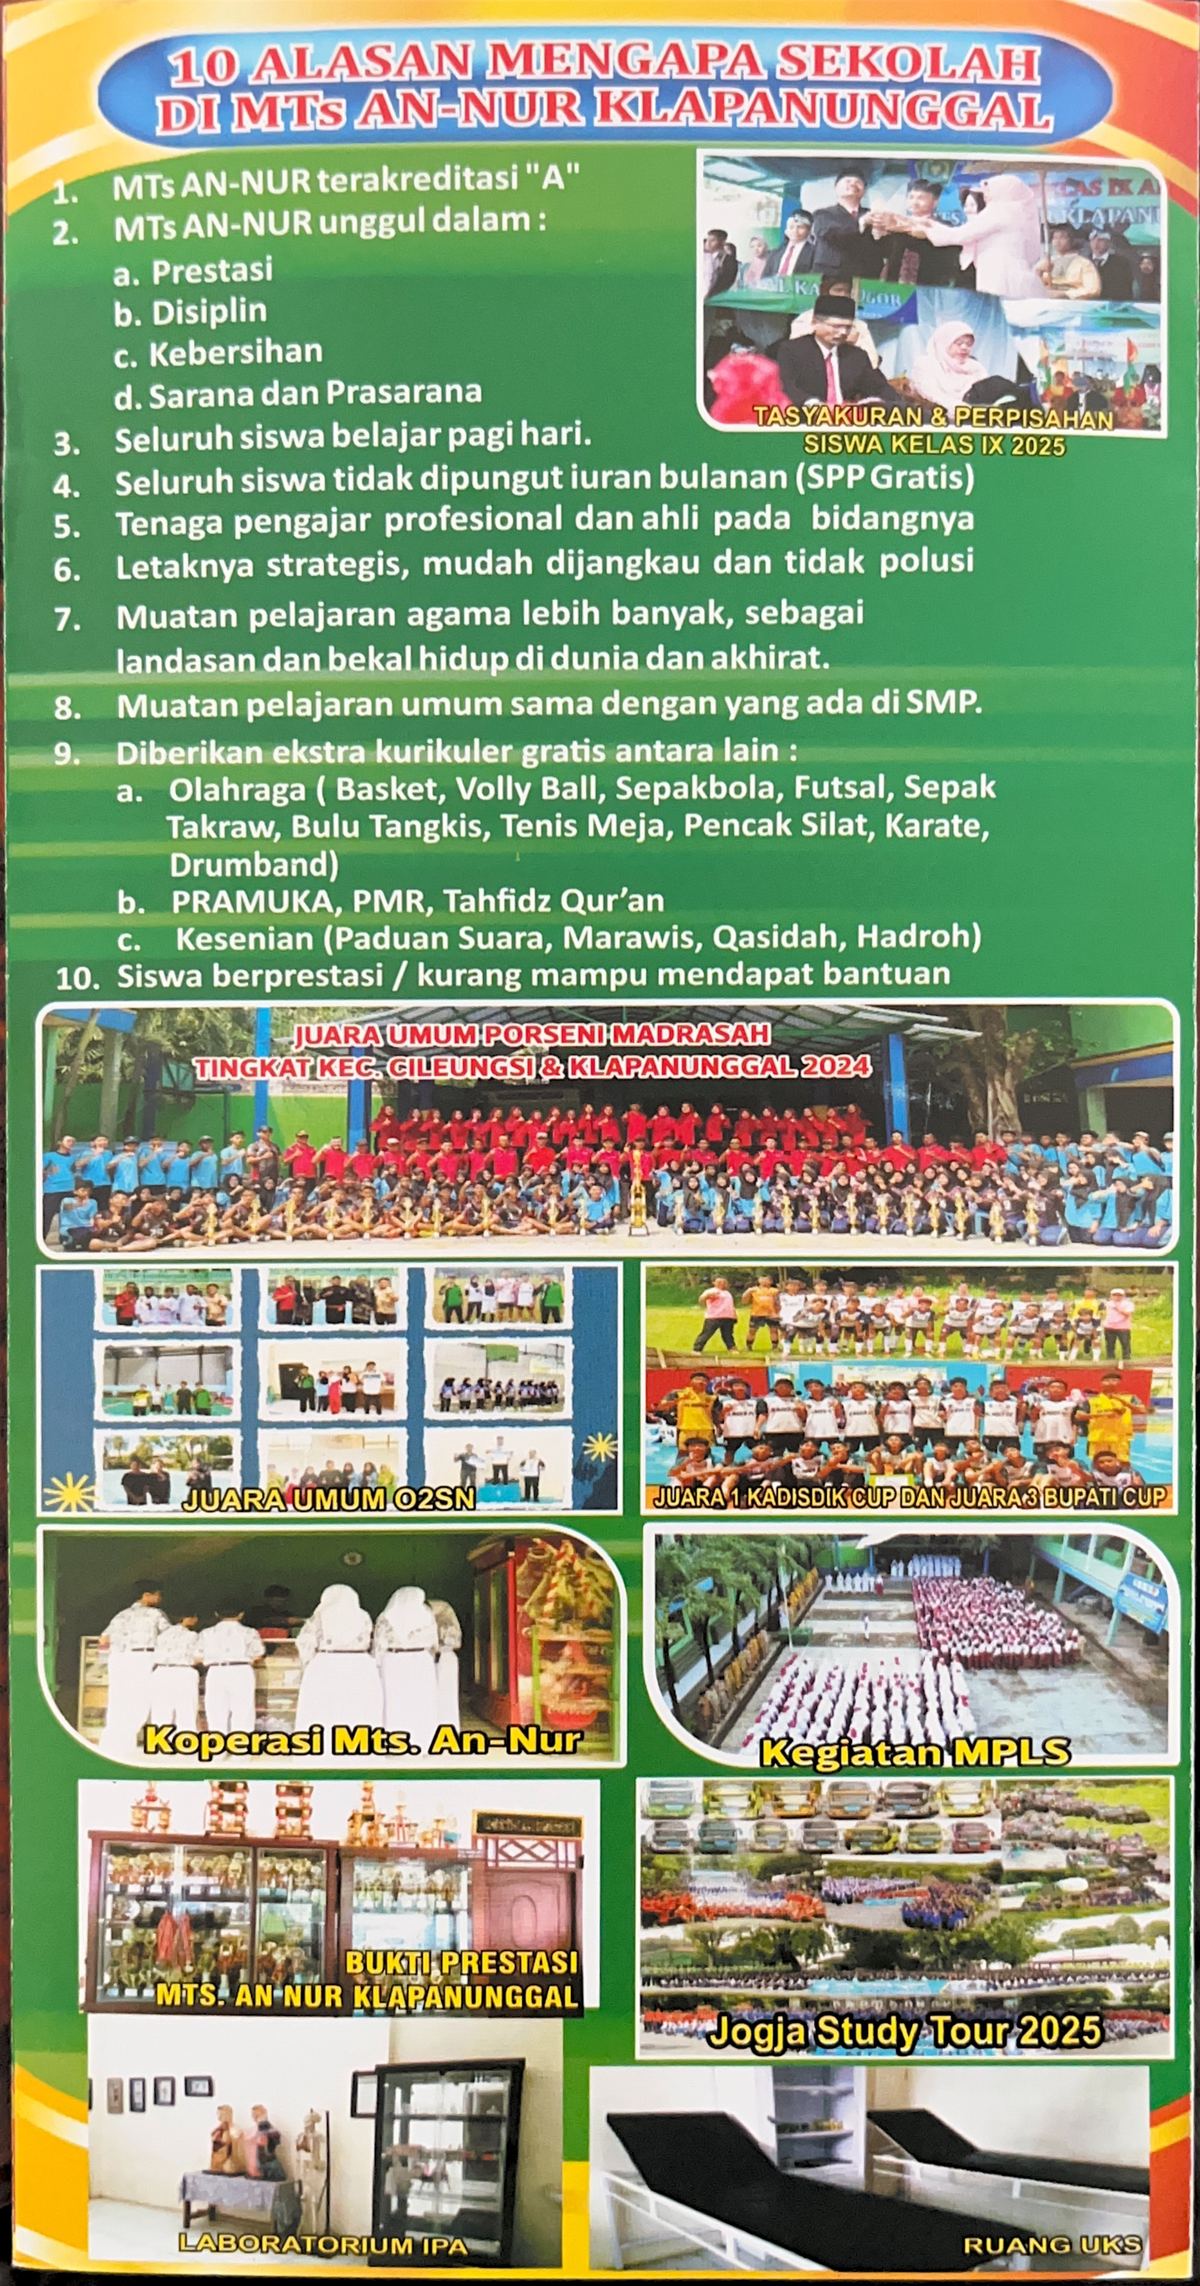 10 ALASAN MENGAPA SEKOLAH
DI MTs AN-NUR KLAPANUNGGAL
1. MTs AN-NUR terakreditasi "A"
2. MTs AN-NUR unggul dalam :
a. Prestasi
b. Disiplin
c. Kebersihan
d. Sarana dan Prasarana
3. Seluruh siswa belajar pagi hari.
4. Seluruh siswa tidak dipungut iuran bulanan (SPP Gratis)
5. Tenaga pengajar profesional dan ahli pada bidangnya
6. Letaknya strategis, mudah dijangkau dan tidak polusi
7. Muatan pelajaran agama lebih banyak, sebagai
landasan dan bekal hidup di dunia dan akhirat.
8. Muatan pelajaran umum sama dengan yang ada di SMP.
9. Diberikan ekstra kurikuler gratis antara lain :
a. Olahraga ( Basket, Volly Ball, Sepakbola, Futsal, Sepak
Takraw, Bulu Tangkis, Tenis Meja, Pencak Silat, Karate,
Drumband)
b. PRAMUKA, PMR, Tahfidz Qur’an
c. Kesenian (Paduan Suara, Marawis, Qasidah, Hadroh)
10. Siswa berprestasi / kurang mampu mendapat bantuan
TASYAKURAN & PERPISAHAN
SISWA KELAS IX 2025
JUARA UMUM PORSENI MADRASAH
TINGKAT KEC. CILEUNGSI & KLAPANUNGGAL 2024
JUARA UMUM O2SN
JUARA 1 KADISDIK CUP DAN JUARA 3 BUPATI CUP
Koperasi Mts. An-Nur
Kegiatan MPLS
BUKTI PRESTASI
MTS. AN NUR KLAPANUNGGAL
Jogja Study Tour 2025
LABORATORIUM IPA
RUANG UKS